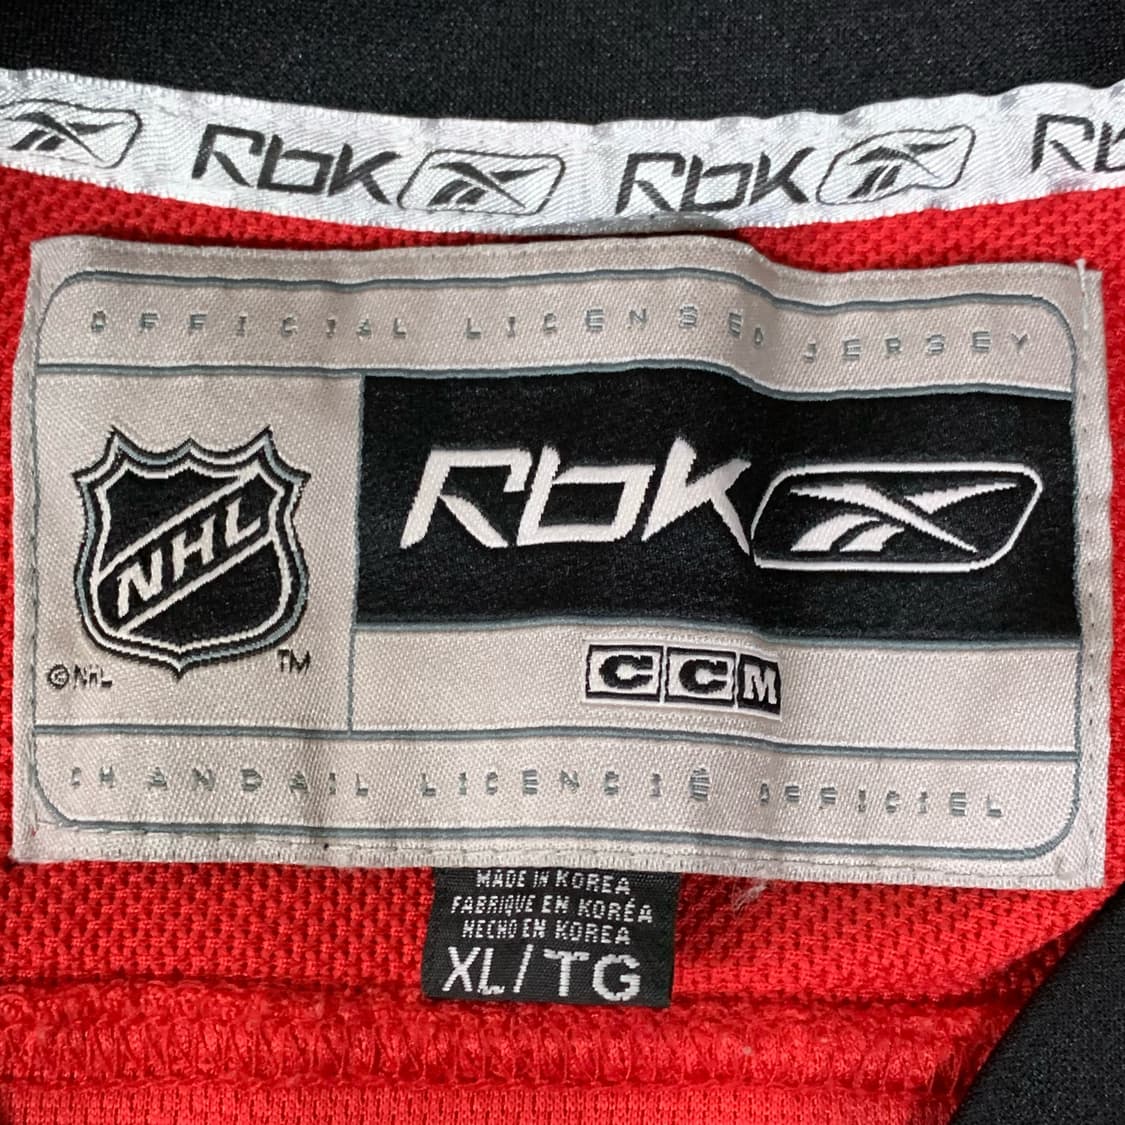 RbK RbK Rb
OFFICIAL LICENSED JERSEY
NHL
RbK
©NHL
TM
CCM
CHANDAIL LICENCIÉ OFFICIEL
MADE IN KOREA
FABRIQUE EN KORÉA
HECHO EN KOREA
XL/TG